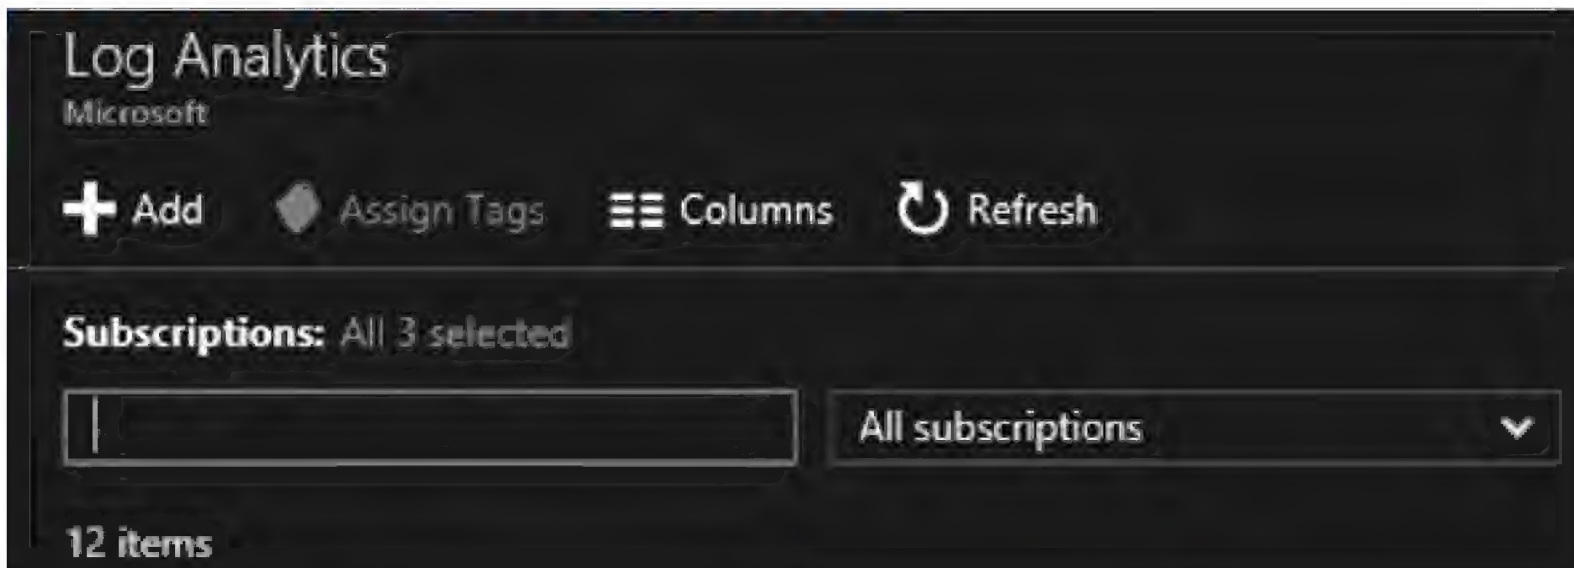 Log Analytics
Microsoft
Add Assign Tags Columns Refresh
Subscriptions: All 3 selected
All subscriptions
12 items